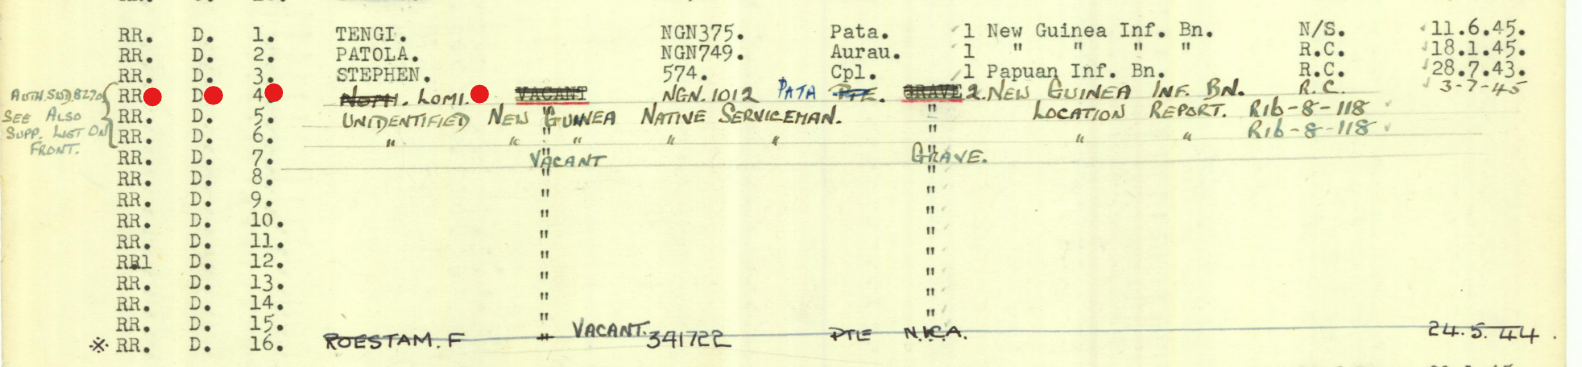 RR. D. 1. TENGI. NGN375. Pata. 1 New Guinea Inf. Bn. N/S. 11.6.45.
RR. D. 2. PATOLA. NGN749. Aurau. 1 " " " " R.C. 18.1.45.
RR. D. 3. STEPHEN. 574. Cpl. 1 Papuan Inf. Bn. R.C. 28.7.43.
RR D 4 LOMI. VACANT NGN.1012 PATA PTE. GRAVE 2. NEW GUINEA INF. BN. R.C. 3-7-45
SEE ALSO
SUPP. LIST ON
FRONT.
RR. D. 5. UNIDENTIFIED NEW GUINEA NATIVE SERVICEMAN. " LOCATION REPORT. R16-8-118
RR. D. 6. " " " " " " " " R16-8-118
RR. D. 7. VACANT GRAVE.
RR. D. 8. " "
RR. D. 9. " "
RR. D. 10. " "
RR. D. 11. " "
RR1 D. 12. " "
RR. D. 13. " "
RR. D. 14. " "
RR. D. 15. " VACANT. "
※ RR. D. 16. ROESTAM. F " 341722 PTE N.I.C.A. 24.5.44.